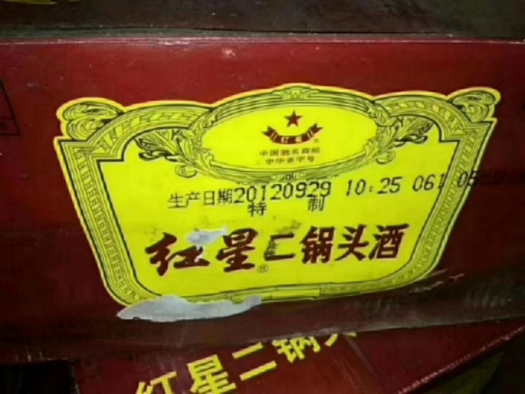 红星
中国驰名商标
中华老字号
生产日期20120929 10:25 061 05
特制
红星二锅头酒
红星二锅头